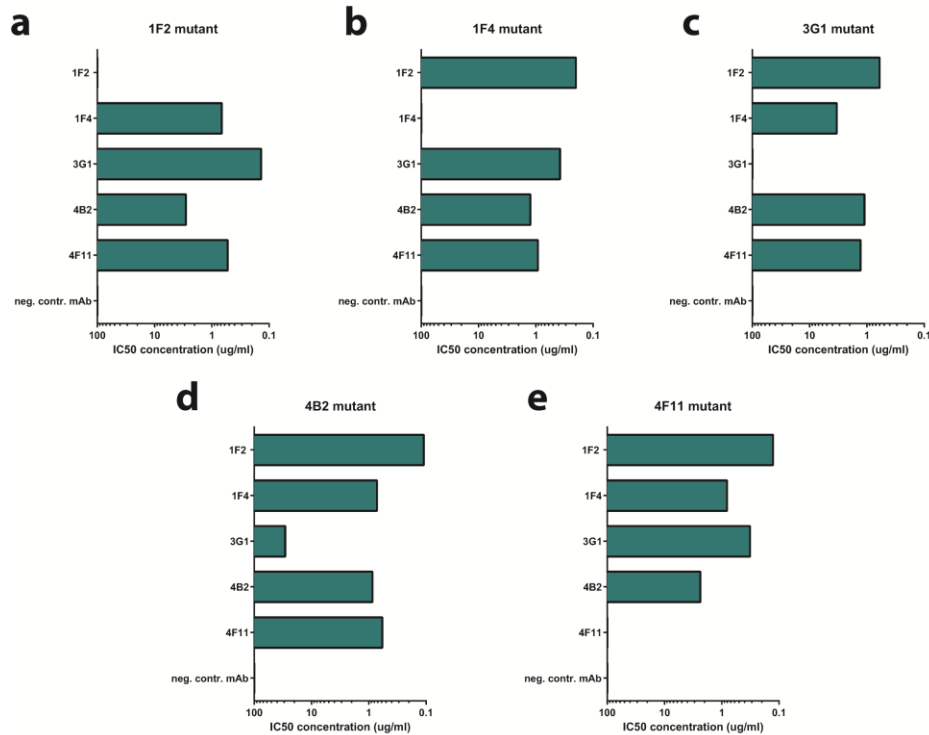 a
1F2 mutant
1F2
1F4
3G1
4B2
4F11
neg. contr. mAb
100 10 1 0.1
IC50 concentration (ug/ml)
b
1F4 mutant
1F2
1F4
3G1
4B2
4F11
neg. contr. mAb
100 10 1 0.1
IC50 concentration (ug/ml)
c
3G1 mutant
1F2
1F4
3G1
4B2
4F11
neg. contr. mAb
100 10 1 0.1
IC50 concentration (ug/ml)
d
4B2 mutant
1F2
1F4
3G1
4B2
4F11
neg. contr. mAb
100 10 1 0.1
IC50 concentration (ug/ml)
e
4F11 mutant
1F2
1F4
3G1
4B2
4F11
neg. contr. mAb
100 10 1 0.1
IC50 concentration (ug/ml)